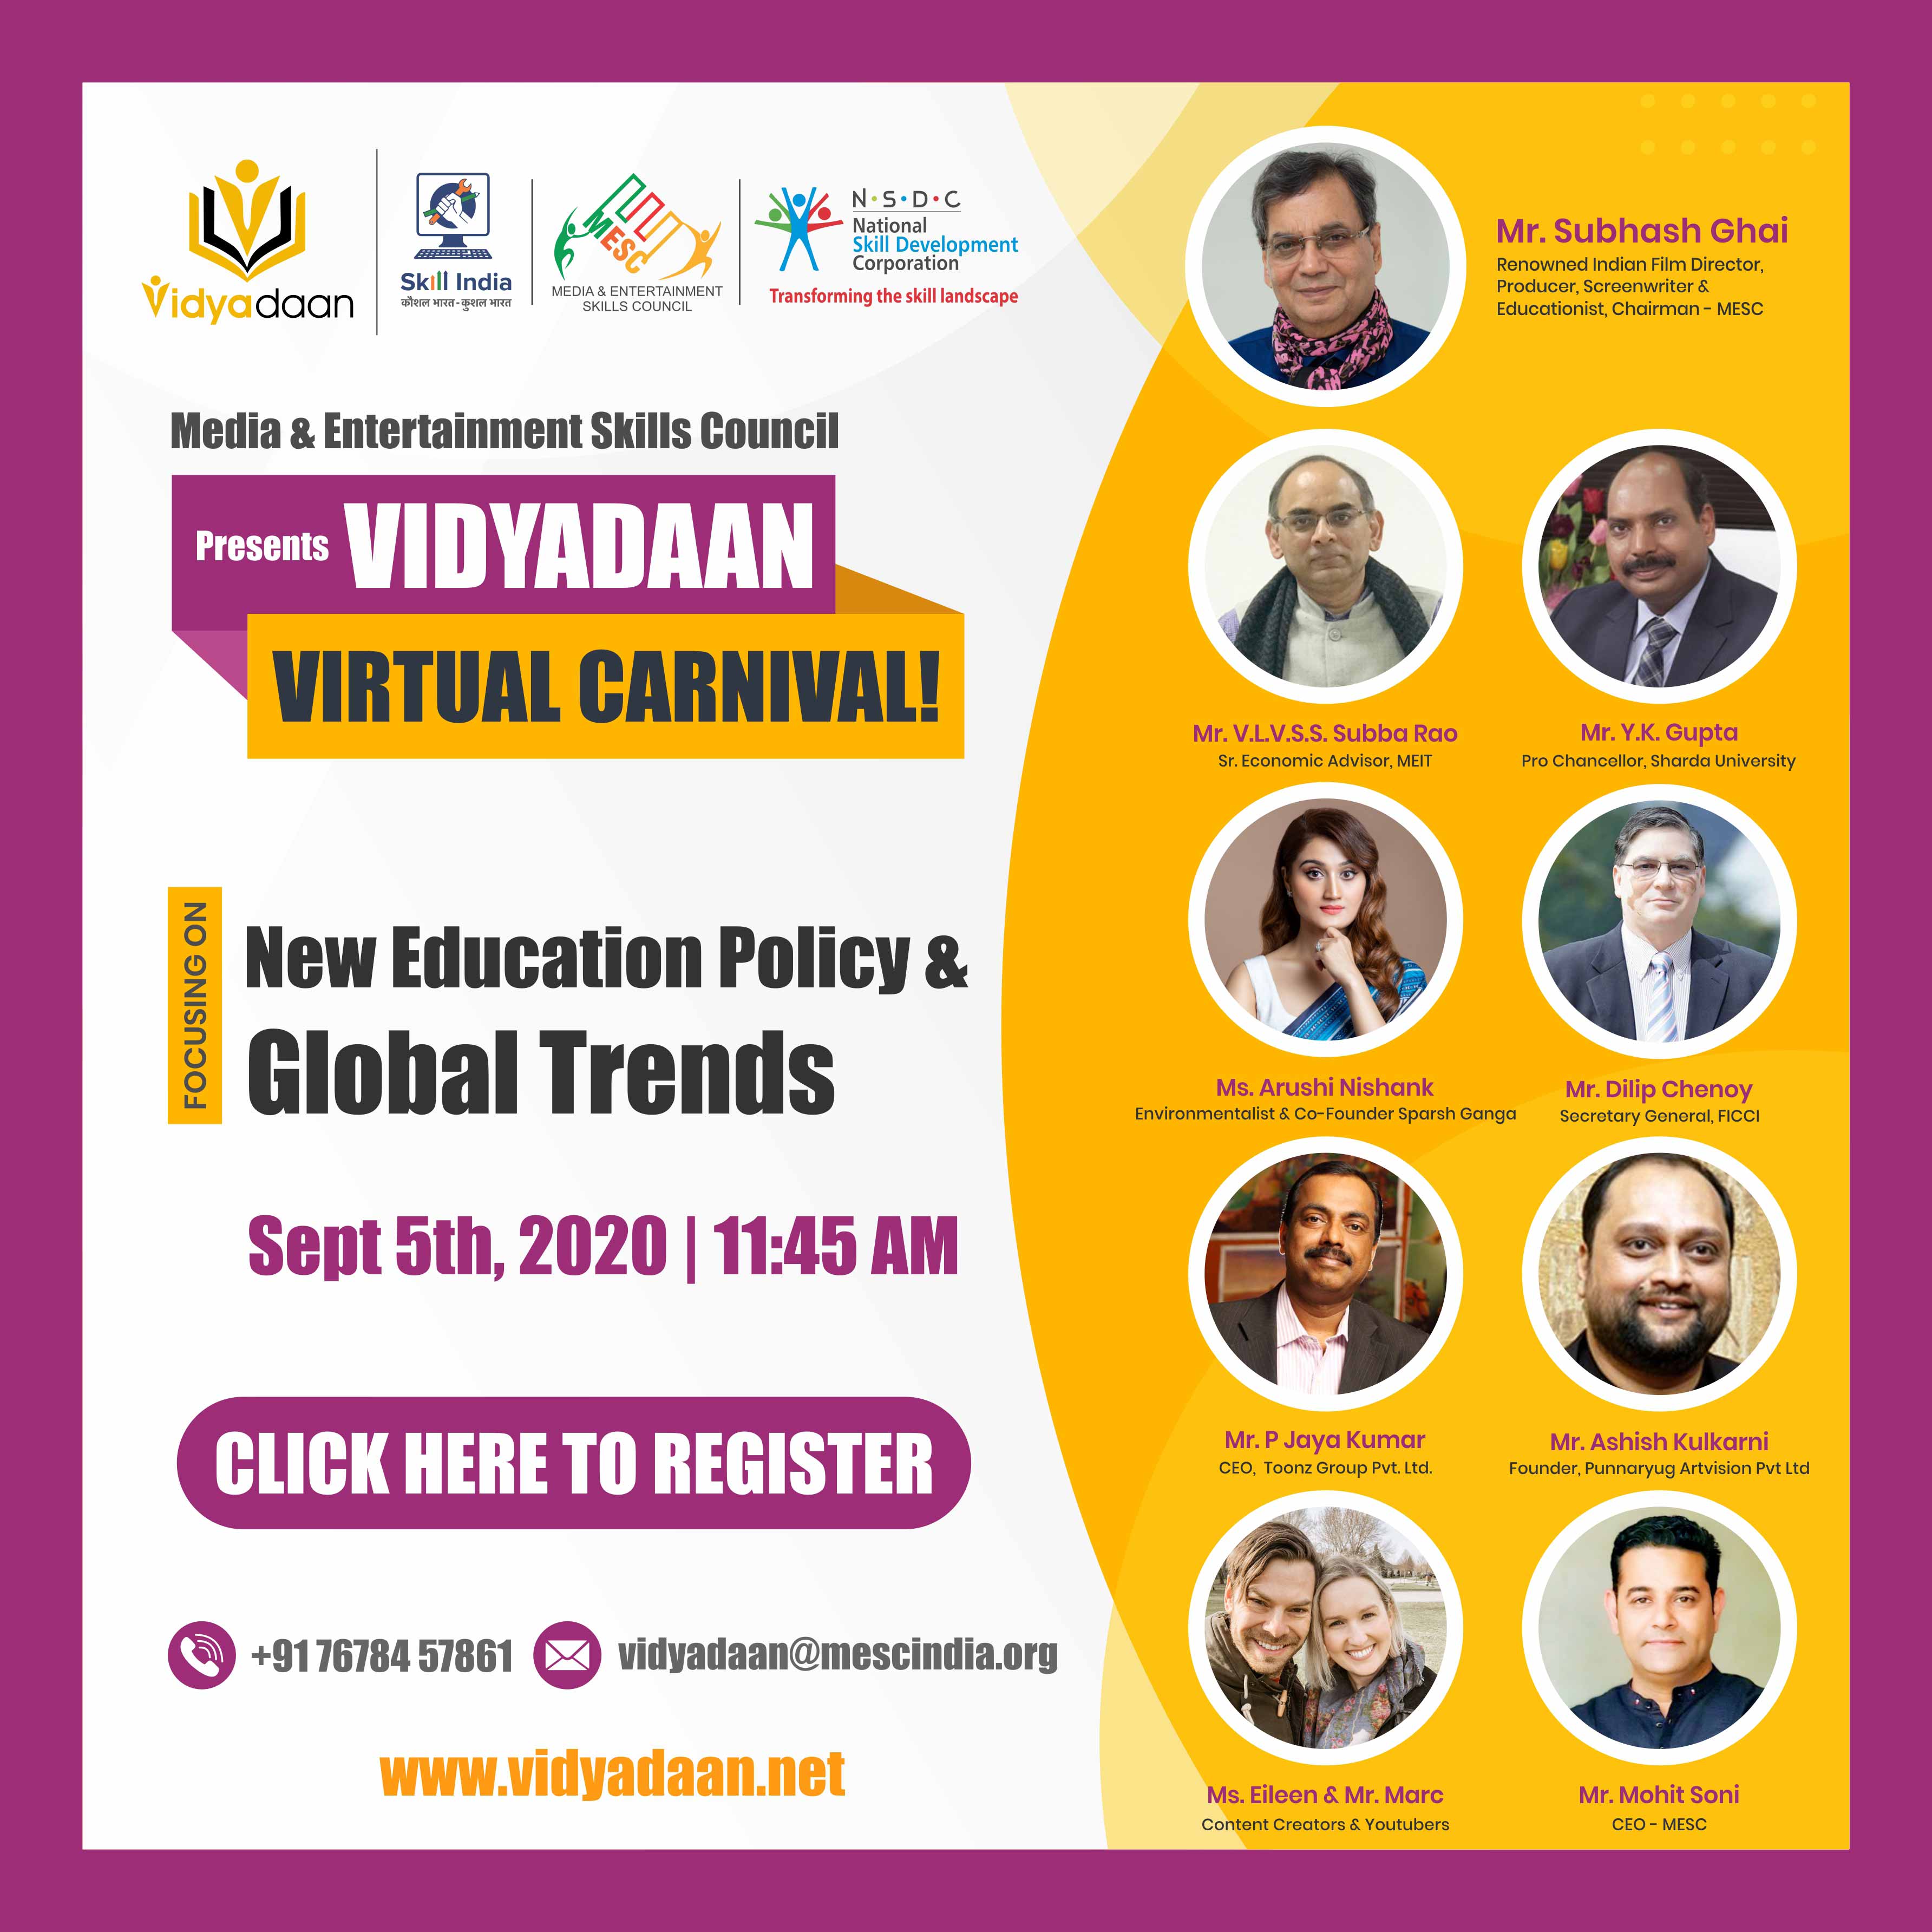 Vidyadaan
Skill India
कौशल भारत - कुशल भारत
MESC
MEDIA & ENTERTAINMENT
SKILLS COUNCIL
N·S·D·C
National
Skill Development
Corporation
Transforming the skill landscape
Media & Entertainment Skills Council
Presents VIDYADAAN
VIRTUAL CARNIVAL!
FOCUSING ON
New Education Policy &
Global Trends
Sept 5th, 2020 | 11:45 AM
CLICK HERE TO REGISTER
+91 76784 57861
vidyadaan@mescindia.org
www.vidyadaan.net
Mr. Subhash Ghai
Renowned Indian Film Director,
Producer, Screenwriter &
Educationist, Chairman - MESC
Mr. V.L.V.S.S. Subba Rao
Sr. Economic Advisor, MEIT
Mr. Y.K. Gupta
Pro Chancellor, Sharda University
Ms. Arushi Nishank
Environmentalist & Co-Founder Sparsh Ganga
Mr. Dilip Chenoy
Secretary General, FICCI
Mr. P Jaya Kumar
CEO, Toonz Group Pvt. Ltd.
Mr. Ashish Kulkarni
Founder, Punnaryug Artvision Pvt Ltd
Ms. Eileen & Mr. Marc
Content Creators & Youtubers
Mr. Mohit Soni
CEO - MESC